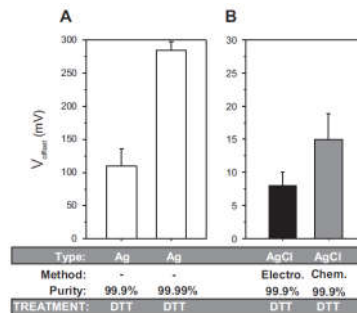 A B
300 30
250 25
200 20
150 15
100 10
50 5
0 0
V offset (mV)
Type: Ag Ag AgCl AgCl
Method: - - Electro. Chem.
Purity: 99.9% 99.99% 99.9% 99.9%
TREATMENT: DTT DTT DTT DTT